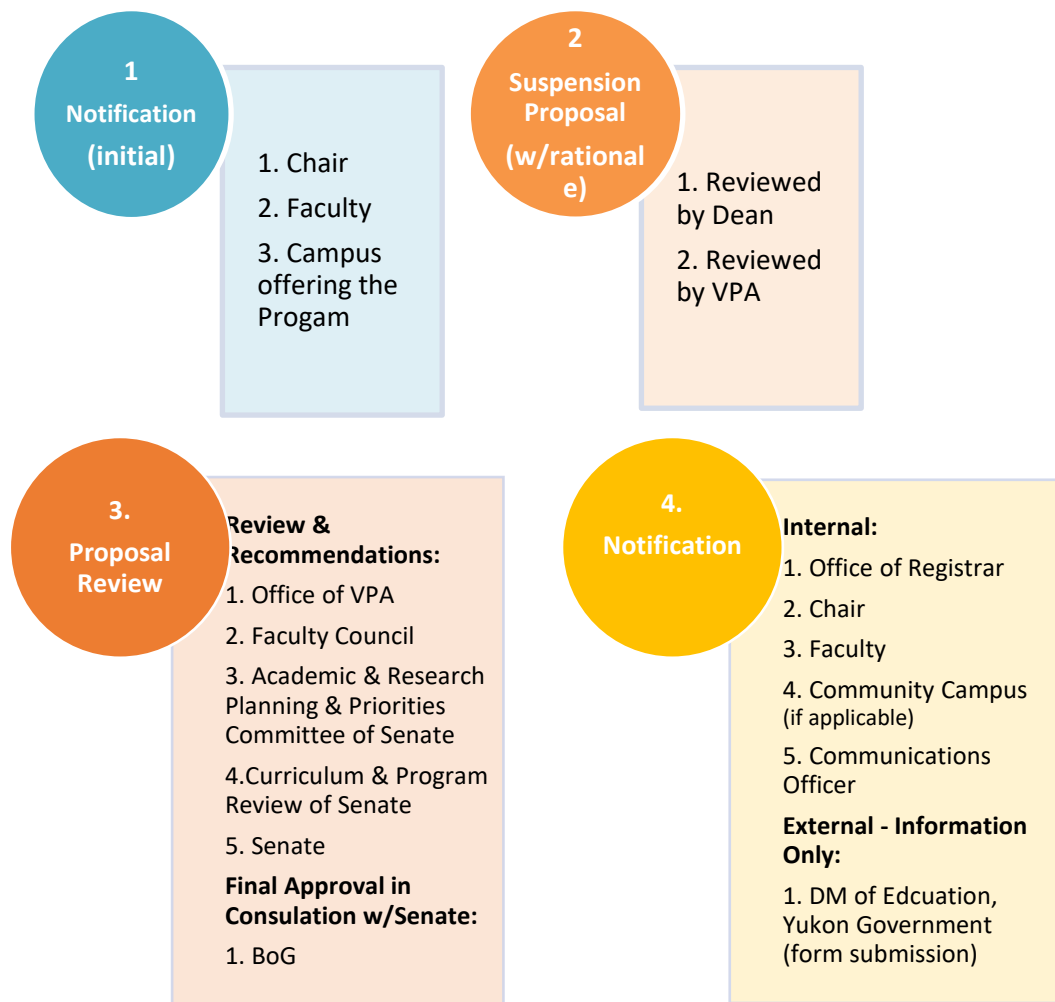 1
Notification
(initial)
1. Chair
2. Faculty
3. Campus
offering the
Progam
2
Suspension
Proposal
(w/rational
e)
1. Reviewed
by Dean
2. Reviewed
by VPA
3.
Proposal
Review
Review &
Recommendations:
1. Office of VPA
2. Faculty Council
3. Academic & Research
Planning & Priorities
Committee of Senate
4.Curriculum & Program
Review of Senate
5. Senate
Final Approval in
Consulation w/Senate:
1. BoG
4.
Notification
Internal:
1. Office of Registrar
2. Chair
3. Faculty
4. Community Campus
(if applicable)
5. Communications
Officer
External - Information
Only:
1. DM of Edcuation,
Yukon Government
(form submission)